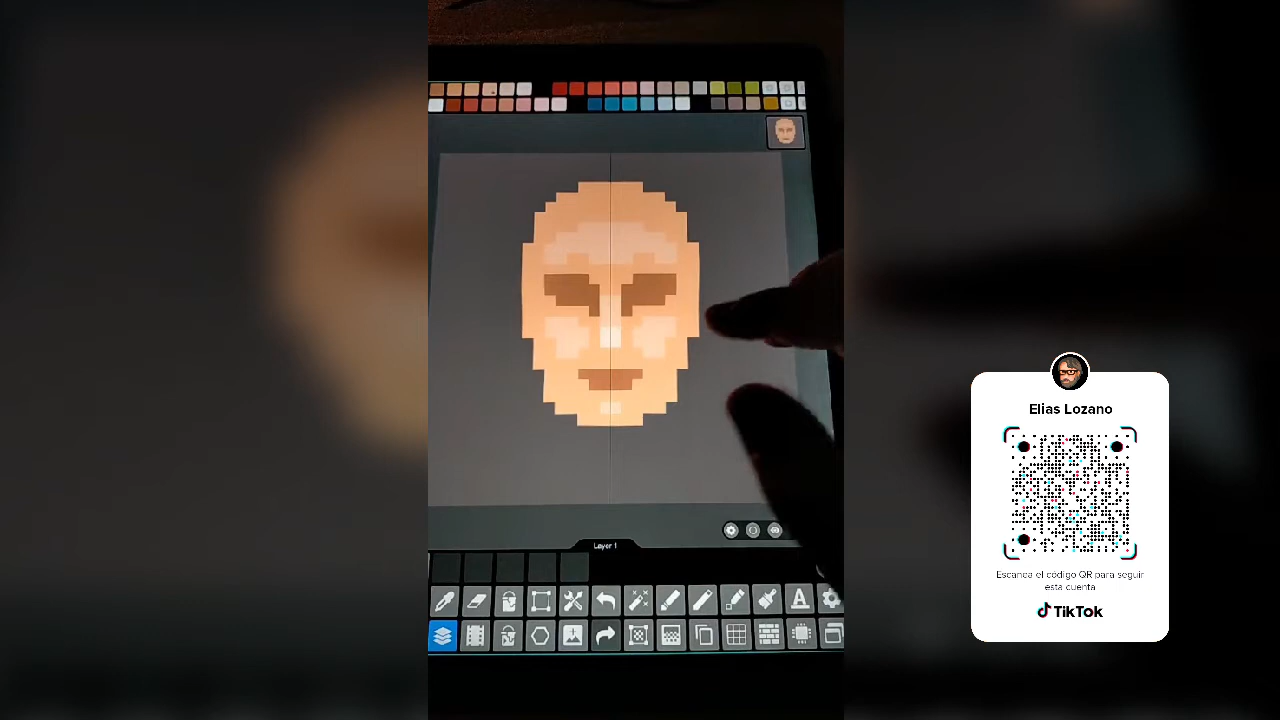 Layer 1
A
Elias Lozano
Escanea el código QR para seguir
esta cuenta
TikTok